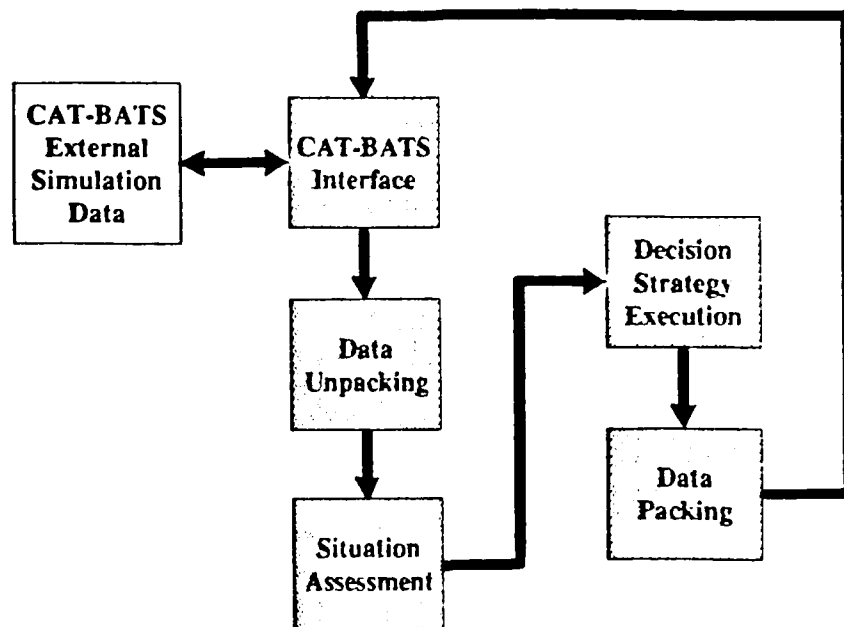 CAT-BATS
External
Simulation
Data
CAT-BATS
Interface
Data
Unpacking
Situation
Assessment
Decision
Strategy
Execution
Data
Packing